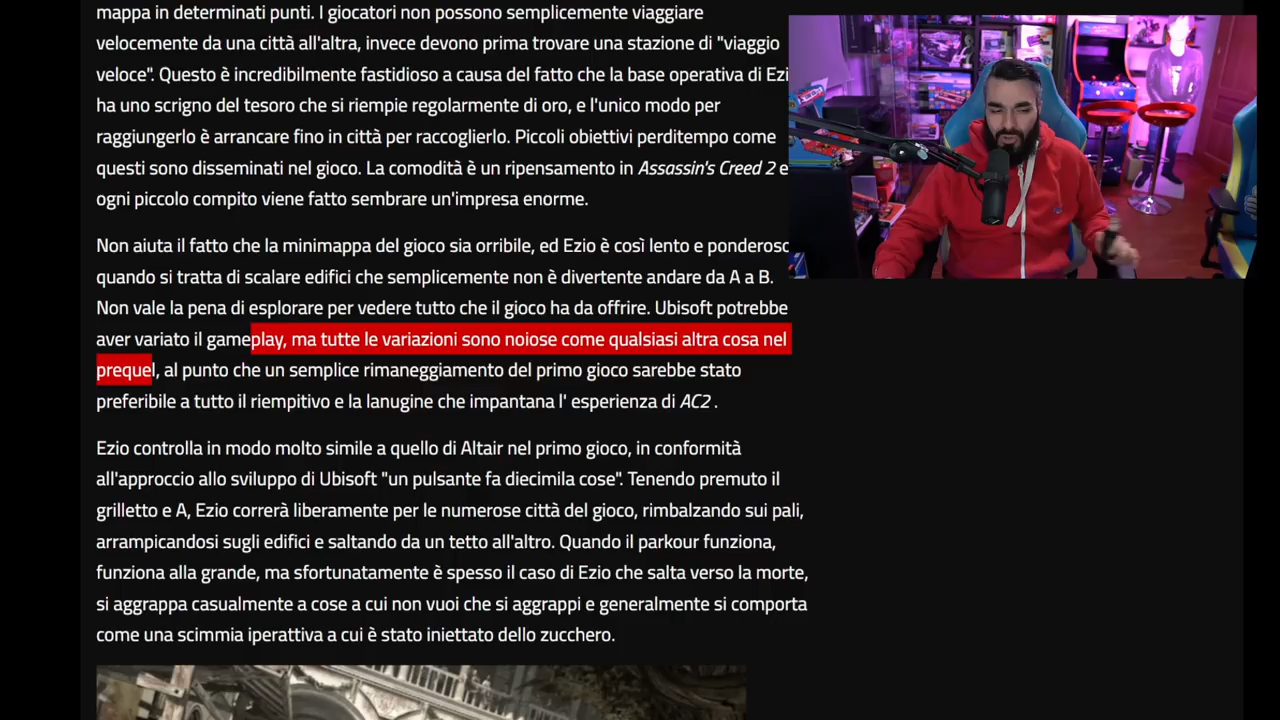 mappa in determinati punti. I giocatori non possono semplicemente viaggiare
velocemente da una città all'altra, invece devono prima trovare una stazione di "viaggio
veloce". Questo è incredibilmente fastidioso a causa del fatto che la base operativa di Ezi
ha uno scrigno del tesoro che si riempie regolarmente di oro, e l'unico modo per
raggiungerlo è arrancare fino in città per raccoglierlo. Piccoli obiettivi perditempo come
questi sono disseminati nel gioco. La comodità è un ripensamento in Assassin's Creed 2 e
ogni piccolo compito viene fatto sembrare un'impresa enorme.
Non aiuta il fatto che la minimappa del gioco sia orribile, ed Ezio è così lento e ponderoso
quando si tratta di scalare edifici che semplicemente non è divertente andare da A a B.
Non vale la pena di esplorare per vedere tutto che il gioco ha da offrire. Ubisoft potrebbe
aver variato il gameplay, ma tutte le variazioni sono noiose come qualsiasi altra cosa nel
prequel, al punto che un semplice rimaneggiamento del primo gioco sarebbe stato
preferibile a tutto il riempitivo e la lanugine che impantana l' esperienza di AC2 .
Ezio controlla in modo molto simile a quello di Altair nel primo gioco, in conformità
all'approccio allo sviluppo di Ubisoft "un pulsante fa diecimila cose". Tenendo premuto il
grilletto e A, Ezio correrà liberamente per le numerose città del gioco, rimbalzando sui pali,
arrampicandosi sugli edifici e saltando da un tetto all'altro. Quando il parkour funziona,
funziona alla grande, ma sfortunatamente è spesso il caso di Ezio che salta verso la morte,
si aggrappa casualmente a cose a cui non vuoi che si aggrappi e generalmente si comporta
come una scimmia iperattiva a cui è stato iniettato dello zucchero.